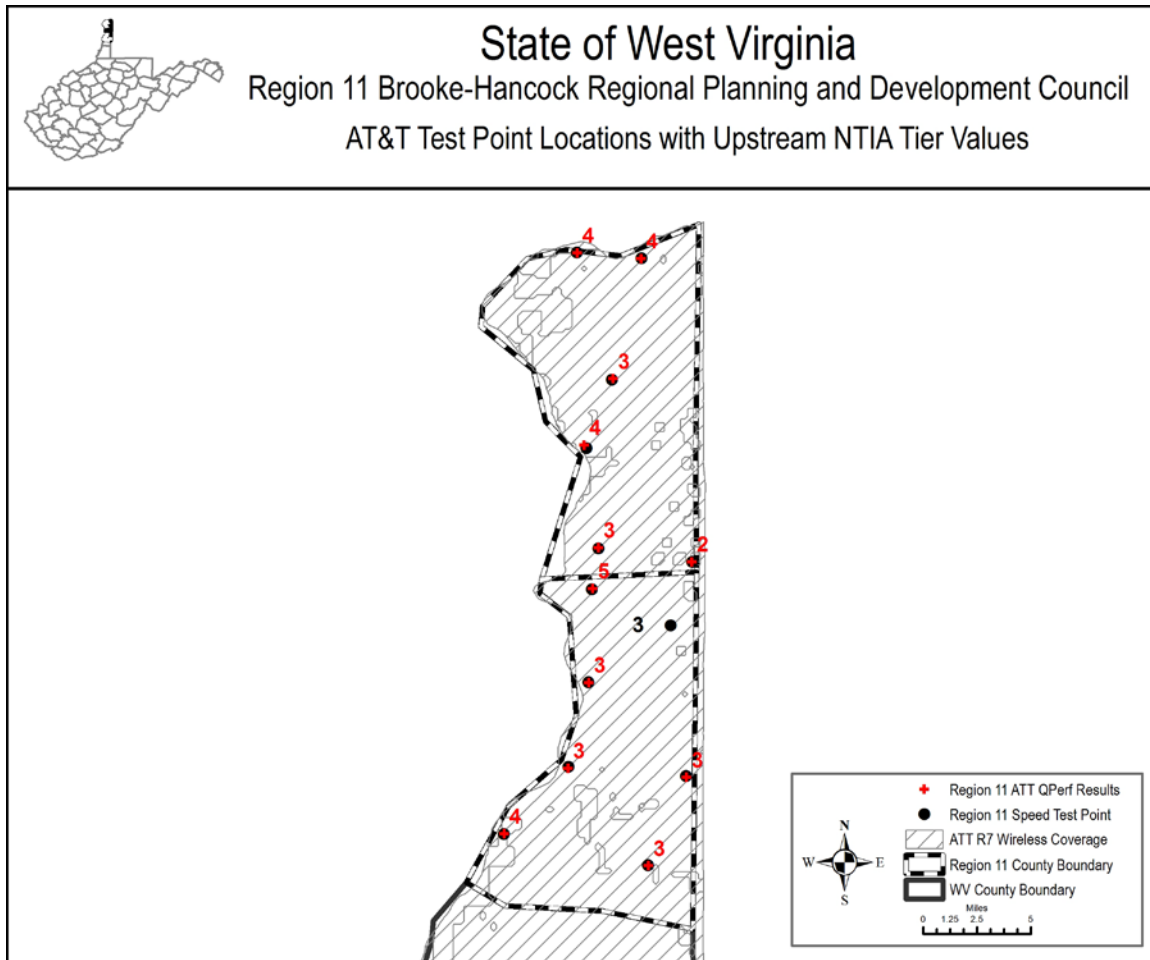 State of West Virginia
Region 11 Brooke-Hancock Regional Planning and Development Council
AT&T Test Point Locations with Upstream NTIA Tier Values
4
4
3
4
3
2
5
3
3
3
3
4
3
Region 11 ATT QPerf Results
Region 11 Speed Test Point
ATT R7 Wireless Coverage
Region 11 County Boundary
WV County Boundary
N
W E
S
Miles
0 1.25 2.5 5